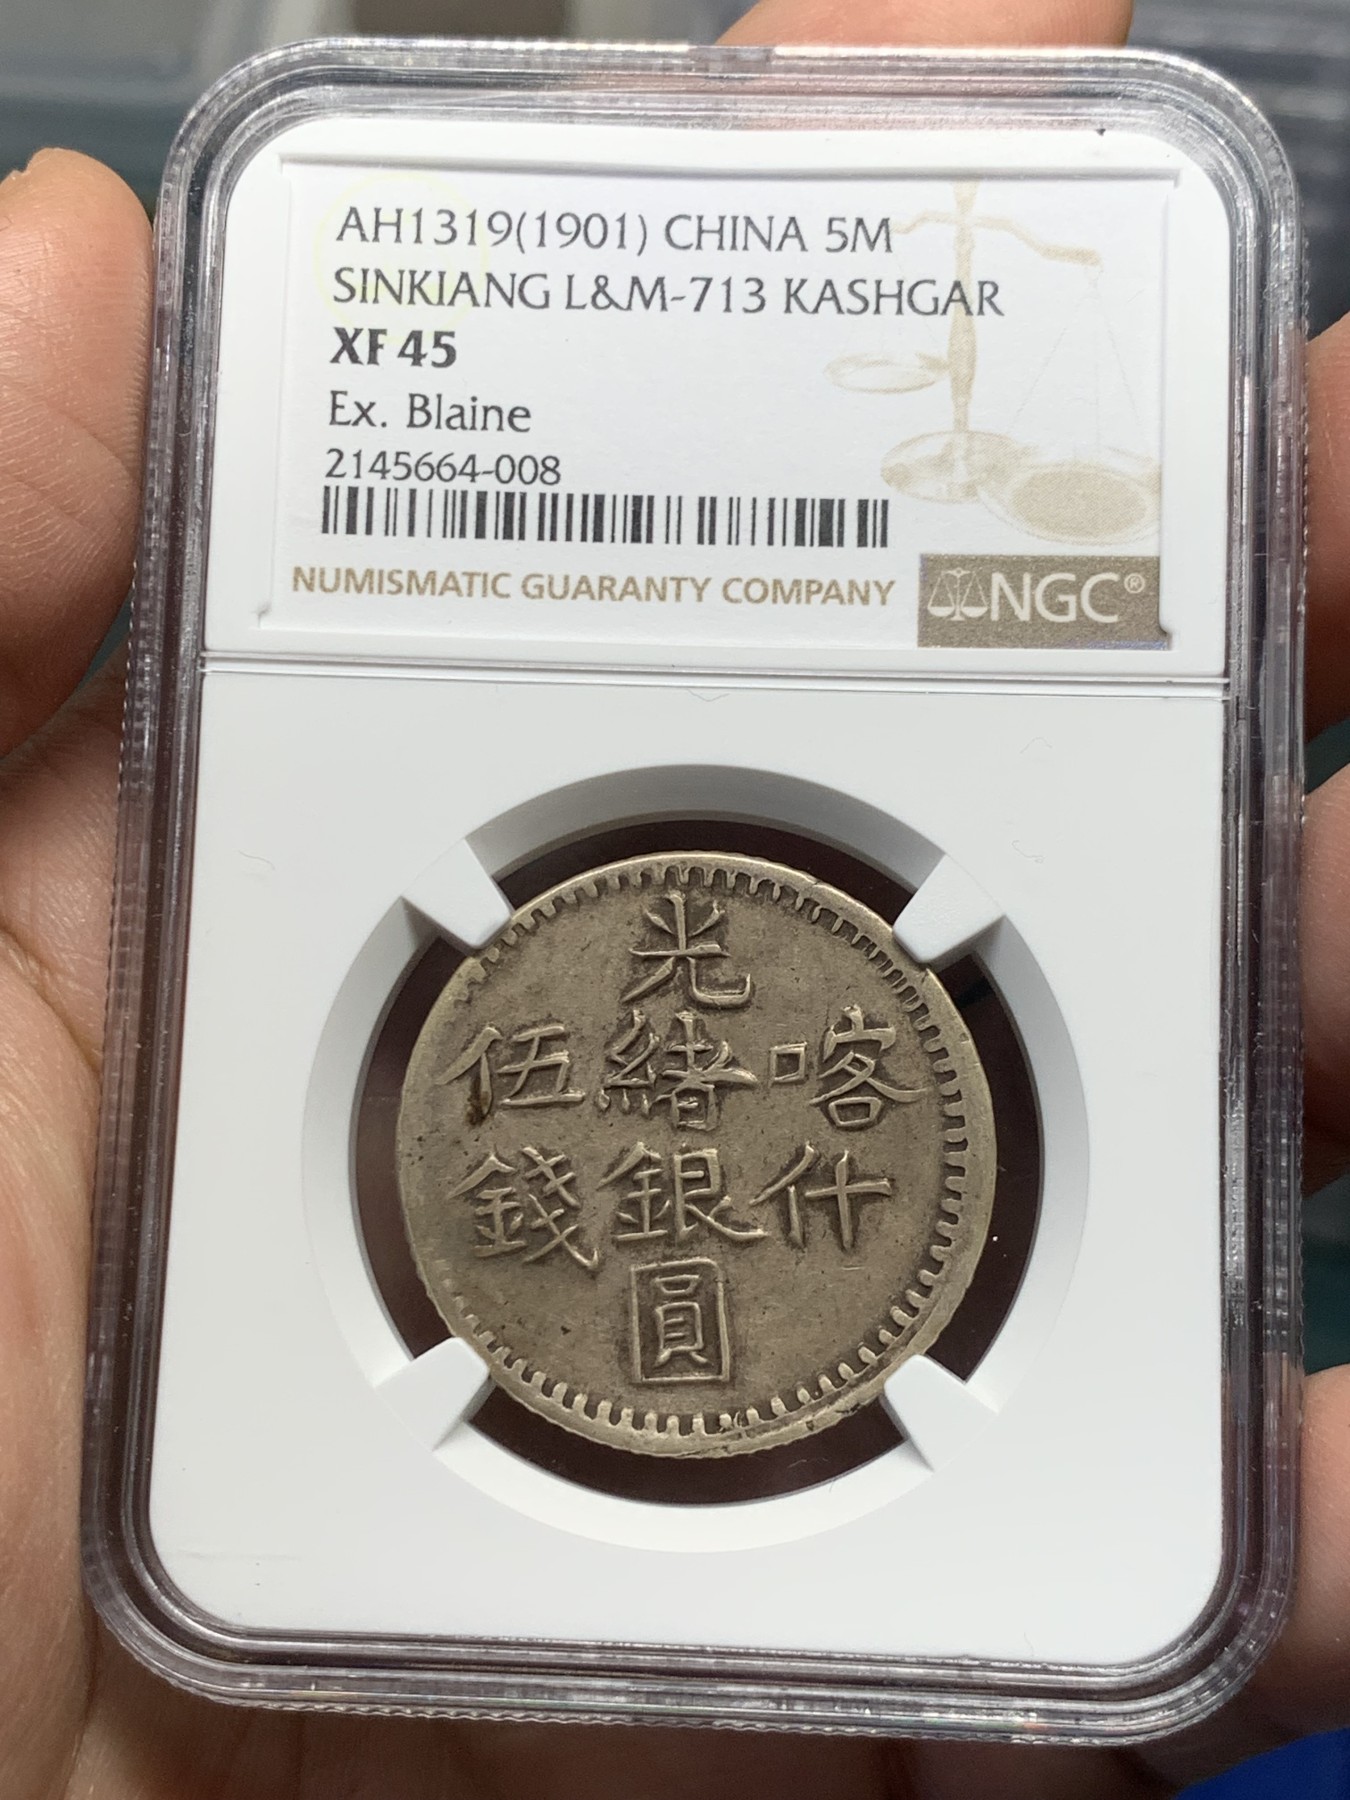 AH1319(1901) CHINA 5M
SINKIANG L&M-713 KASHGAR
XF 45
Ex. Blaine
2145664-008
NUMISMATIC GUARANTY COMPANY
NGC®
光緒銀圓
喀什
伍錢